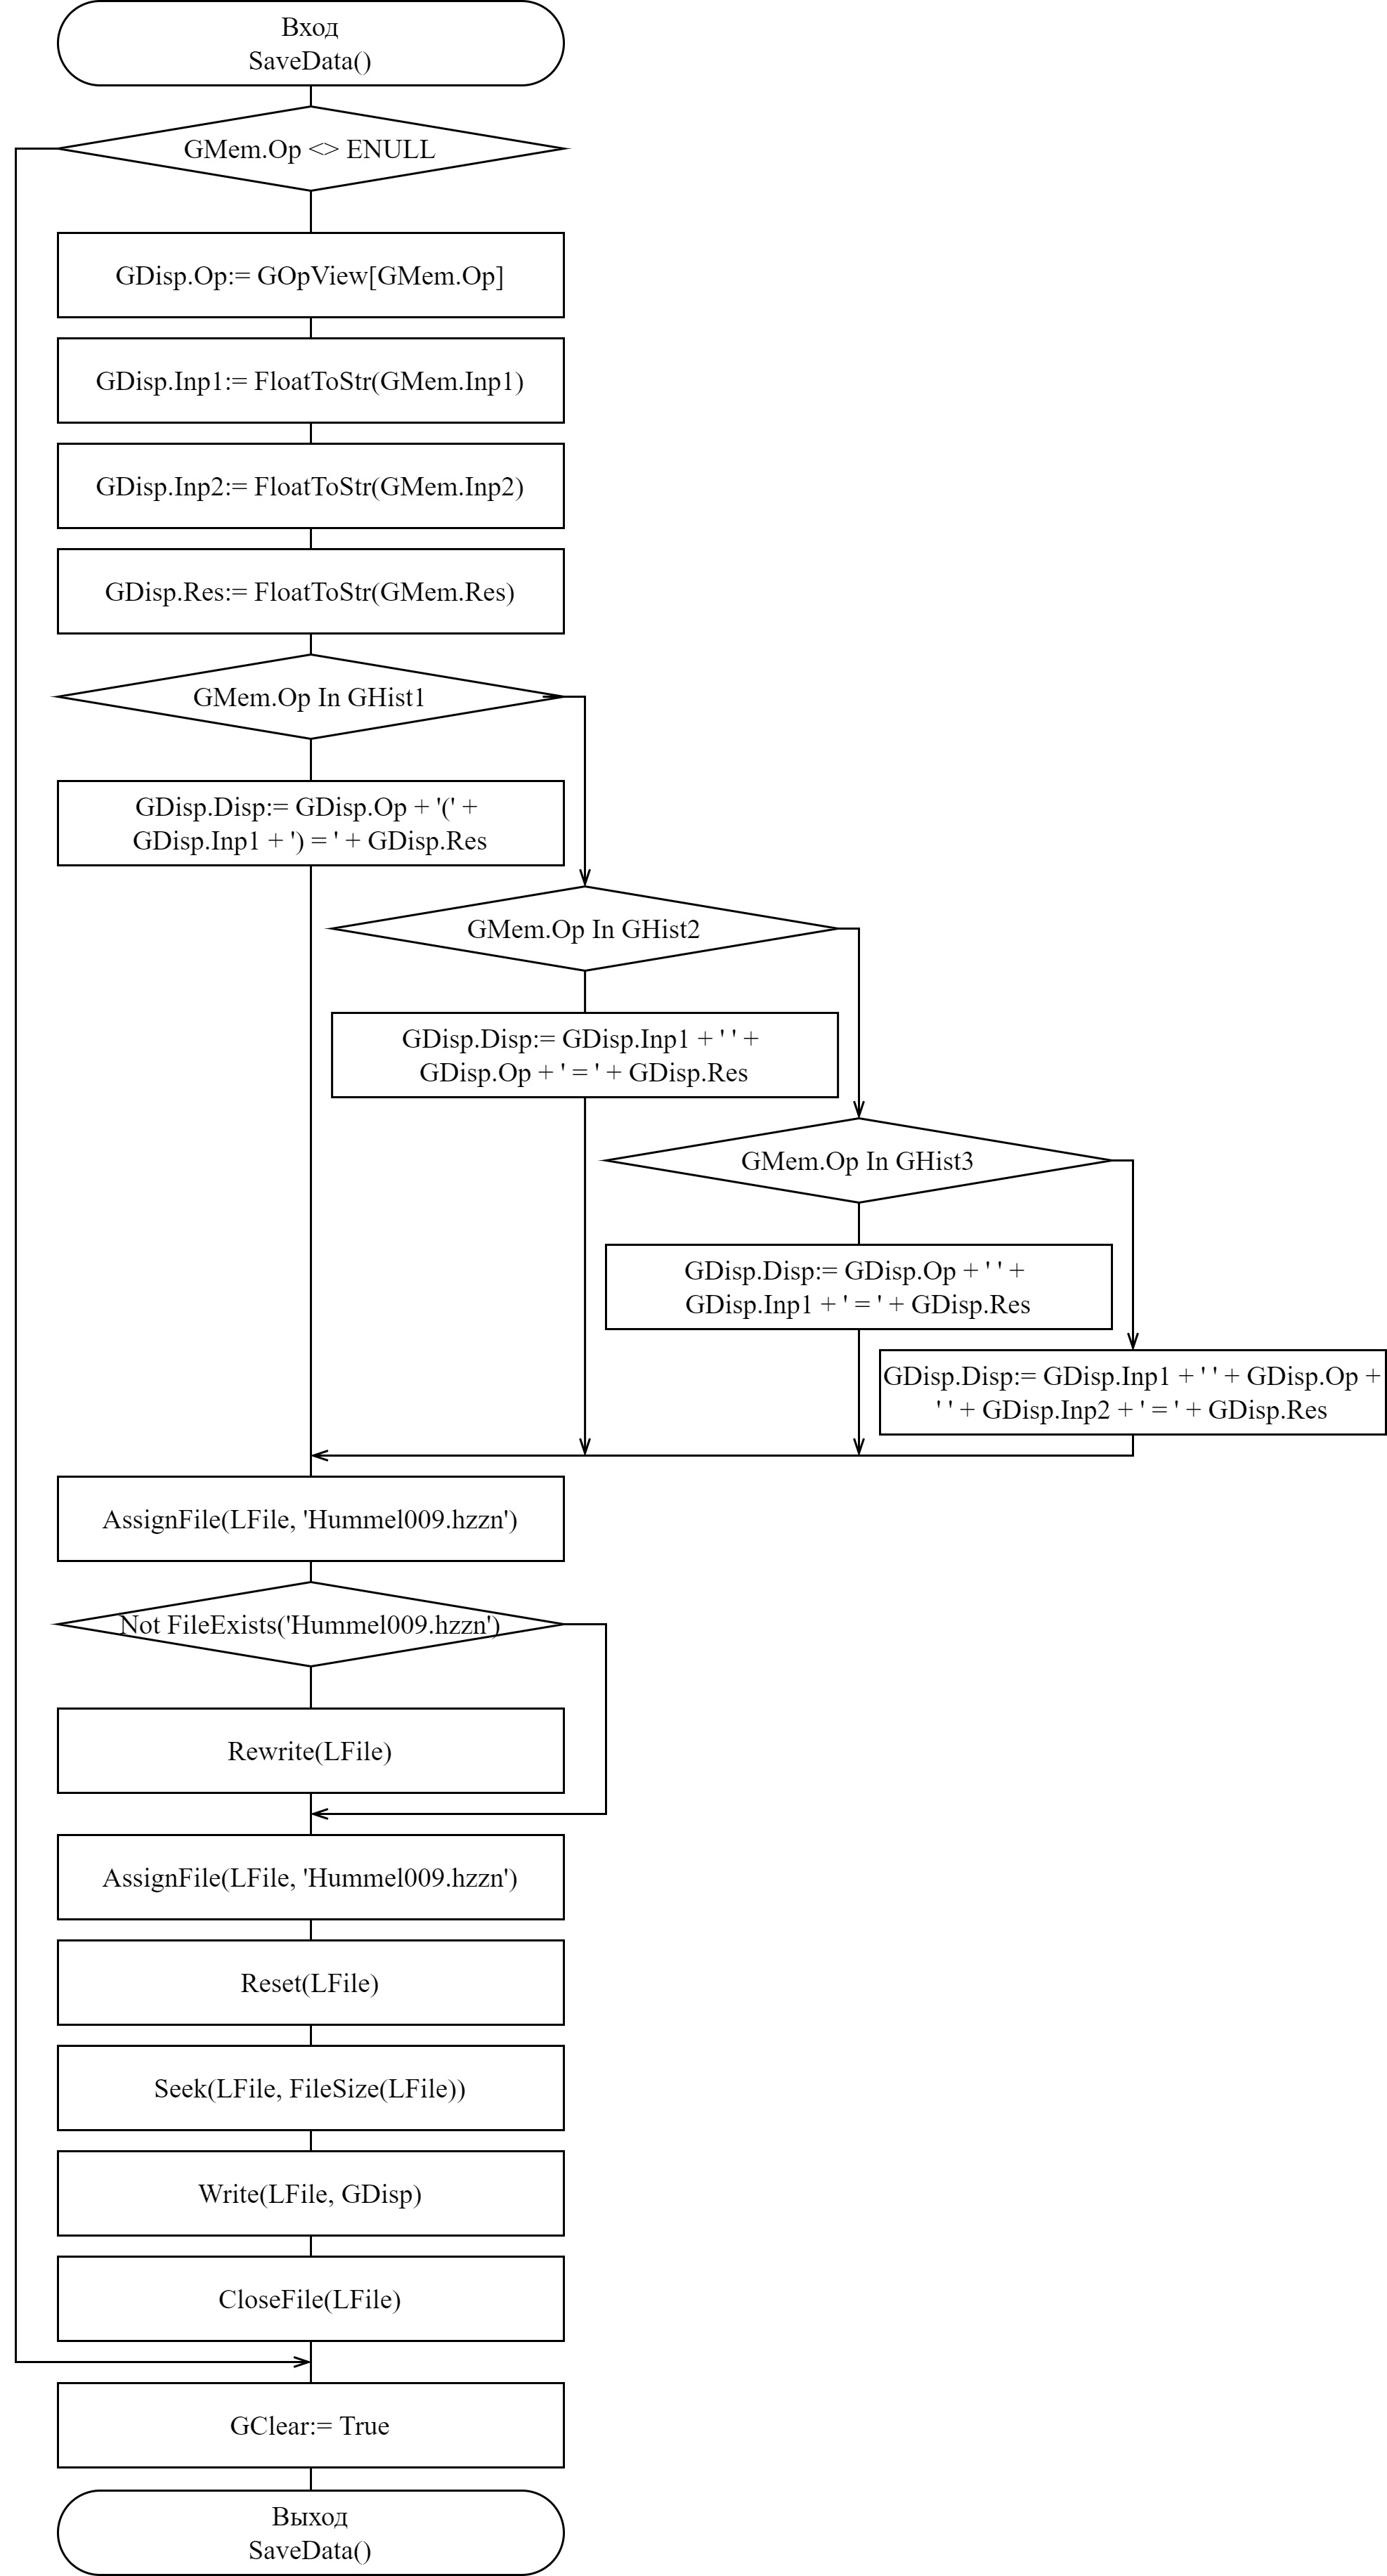 Вход
SaveData()
GMem.Op <> ENULL
GDisp.Op:= GOpView[GMem.Op]
GDisp.Inp1:= FloatToStr(GMem.Inp1)
GDisp.Inp2:= FloatToStr(GMem.Inp2)
GDisp.Res:= FloatToStr(GMem.Res)
GMem.Op In GHist1
GDisp.Disp:= GDisp.Op + '(' +
GDisp.Inp1 + ') = ' + GDisp.Res
GMem.Op In GHist2
GDisp.Disp:= GDisp.Inp1 + ' ' +
GDisp.Op + ' = ' + GDisp.Res
GMem.Op In GHist3
GDisp.Disp:= GDisp.Op + ' ' +
GDisp.Inp1 + ' = ' + GDisp.Res
GDisp.Disp:= GDisp.Inp1 + ' ' + GDisp.Op +
' ' + GDisp.Inp2 + ' = ' + GDisp.Res
AssignFile(LFile, 'Hummel009.hzzn')
Not FileExists('Hummel009.hzzn')
Rewrite(LFile)
AssignFile(LFile, 'Hummel009.hzzn')
Reset(LFile)
Seek(LFile, FileSize(LFile))
Write(LFile, GDisp)
CloseFile(LFile)
GClear:= True
Выход
SaveData()